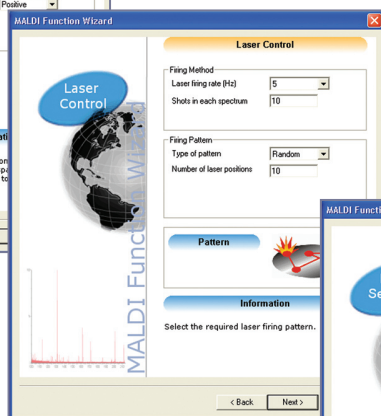 Positive
MALDI Function Wizard
Laser
Control
MALDI Function Wizard
Laser Control
Firing Method
Laser firing rate (Hz) 5
Shots in each spectrum 10
Firing Pattern
Type of pattern Random
Number of laser positions 10
Pattern
Information
Select the required laser firing pattern.
< Back Next >
MALDI Functi
Se